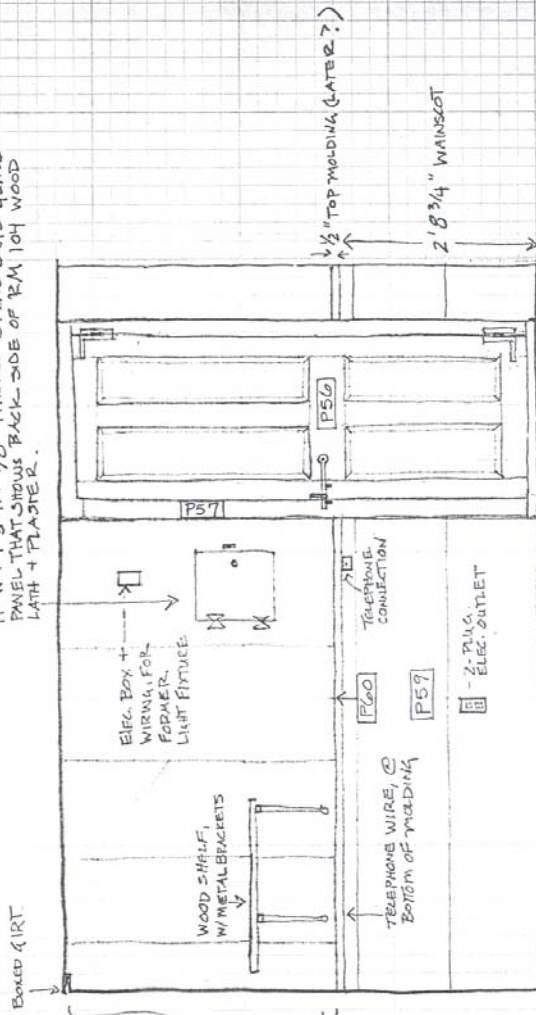 PANEL THAT SHOWS BACK SIDE OF RM 104 WOOD
LATH + PLASTER.
BOXED GIRT
ELEC. BOX +
WIRING, FOR
FORMER
LIGHT FIXTURE
P57
P56
½" TOP MOLDING (LATER?)
2' 8 3/4" WAINSCOT
WOOD SHELF,
W/ METAL BRACKETS
TELEPHONE
CONNECTION
P60
P59
TELEPHONE WIRE, @
BOTTOM OF MOLDING
2-PLUG
ELEC. OUTLET